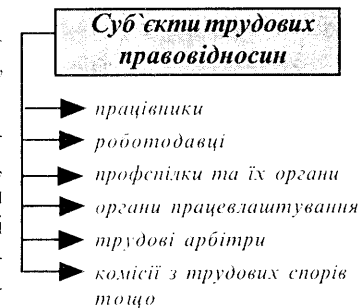 Суб`єкти трудових
правовідносин
працівники
роботодавці
профспілки та їх органи
органи працевлаштування
трудові арбітри
комісії з трудових спорів
тощо